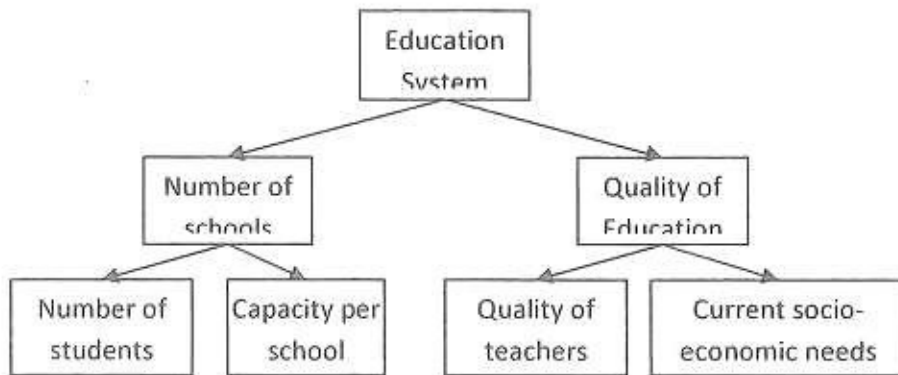 Education
System
Number of
schools
Quality of
Education
Number of
students
Capacity per
school
Quality of
teachers
Current socio-
economic needs